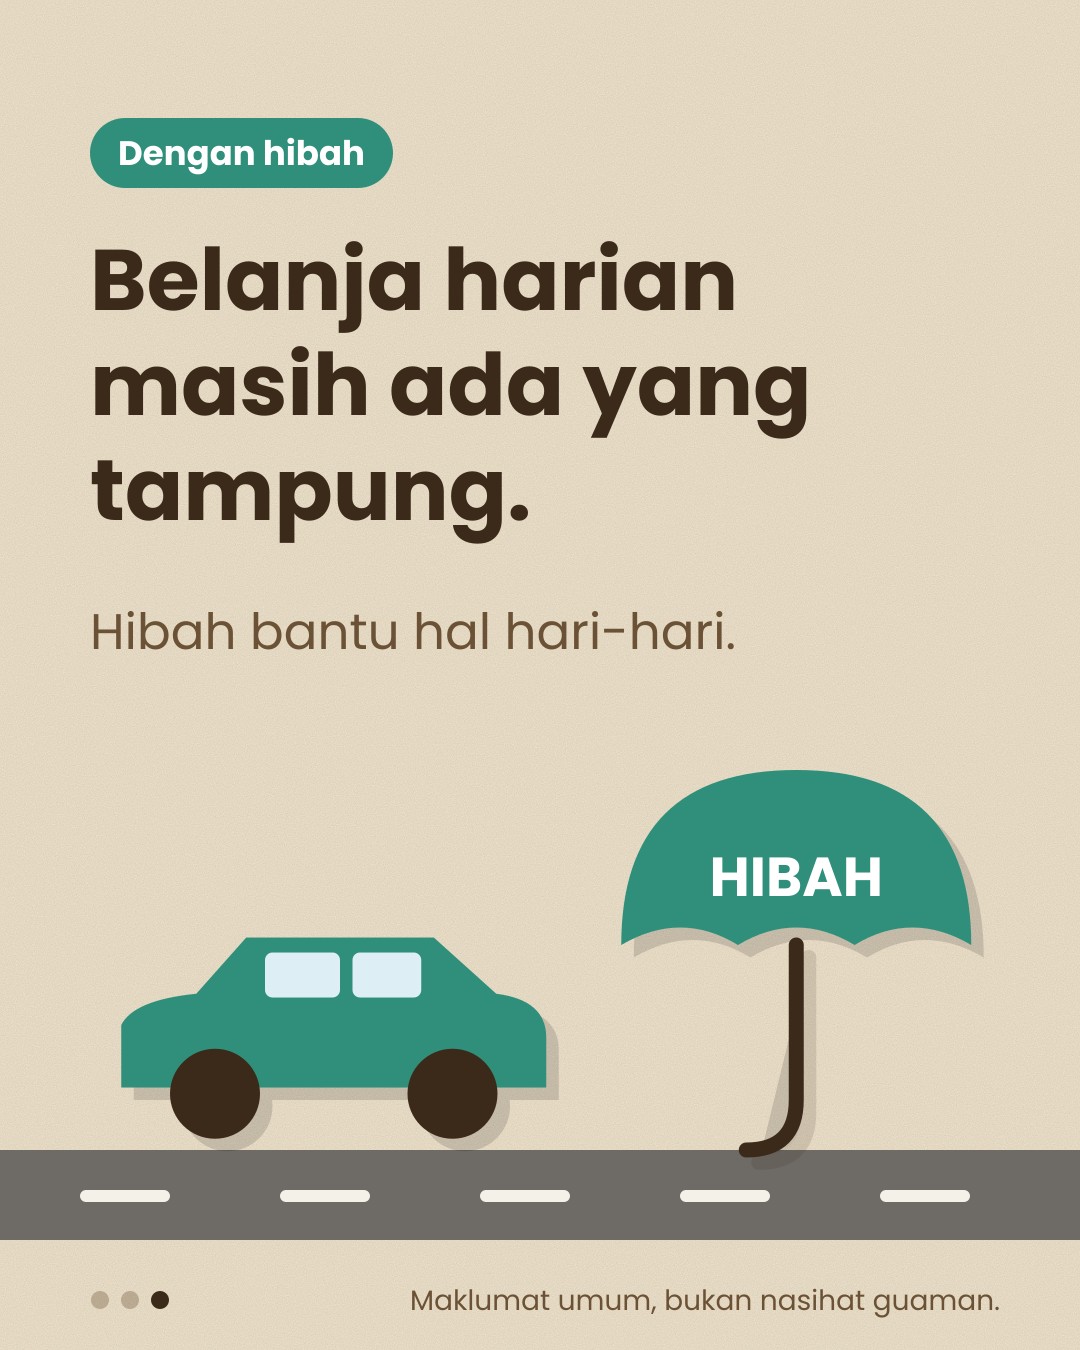 Dengan hibah
Belanja harian
masih ada yang
tampung.
Hibah bantu hal hari-hari.
HIBAH
Maklumat umum, bukan nasihat guaman.